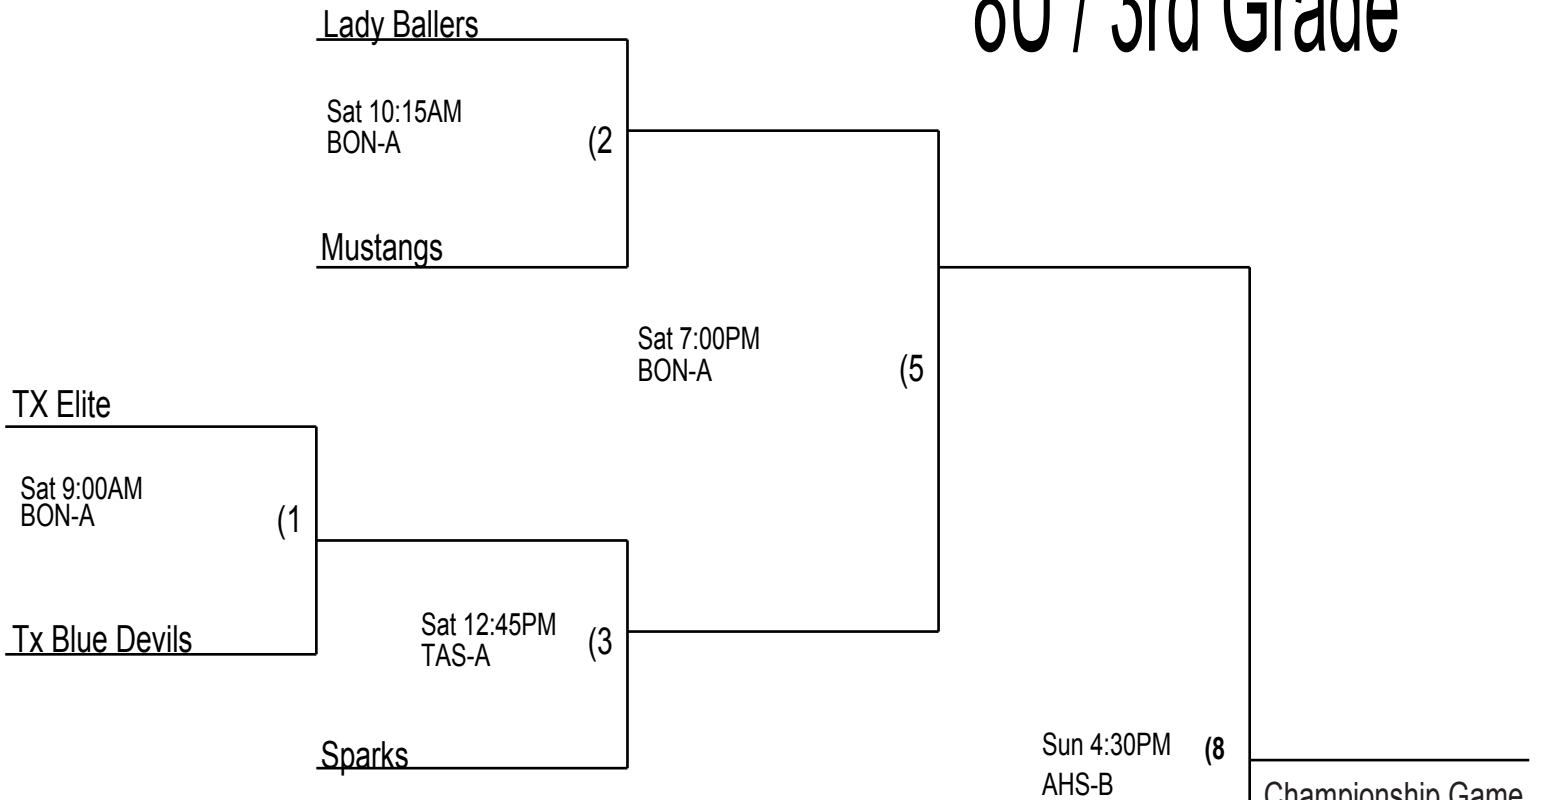 8U / 3rd Grade
Lady Ballers
Sat 10:15AM
BON-A
(2
Mustangs
Sat 7:00PM
BON-A
(5
TX Elite
Sat 9:00AM
BON-A
(1
Tx Blue Devils
Sat 12:45PM
TAS-A
(3
Sparks
Sun 4:30PM
(8
AHS-B
Championship Game